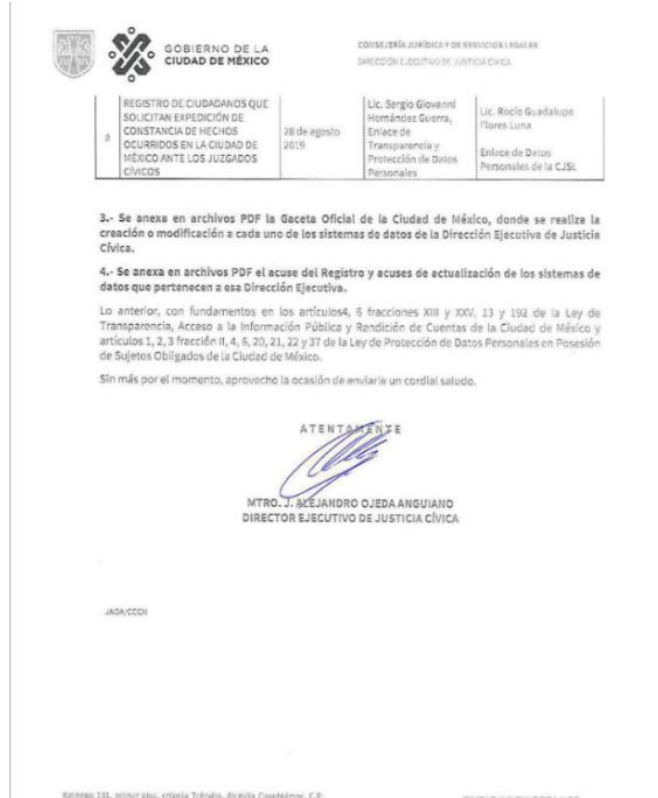 GOBIERNO DE LA
CIUDAD DE MÉXICO
CONSEJERÍA JURÍDICA Y DE SERVICIOS LEGALES
DIRECCIÓN EJECUTIVO DE JUSTICIA CÍVICA
8
REGISTRO DE CIUDADANOS QUE
SOLICITAN EXPEDICIÓN DE
CONSTANCIA DE HECHOS
OCURRIDOS EN LA CIUDAD DE
MÉXICO ANTE LOS JUZGADOS
CÍVICOS
28 de agosto
2019
Lic. Sergio Giovanni
Hernández Guerra,
Enlace de
Transparencia y
Protección de Datos
Personales
Lic. Rocío Guadalupe
Flores Luna
Enlace de Datos
Personales de la CJSL
3.- Se anexa en archivos PDF la Gaceta Oficial de la Ciudad de México, donde se realiza la
creación o modificación a cada uno de los sistemas de datos de la Dirección Ejecutiva de Justicia
Cívica.
4.- Se anexa en archivos PDF el acuse del Registro y acuses de actualización de los sistemas de
datos que pertenecen a esa Dirección Ejecutiva.
Lo anterior, con fundamentos en los artículos4, 6 fracciones XIII y XXV, 13 y 192 de la Ley de
Transparencia, Acceso a la Información Pública y Rendición de Cuentas de la Ciudad de México y
artículos 1, 2, 3 fracción II, 4, 6, 20, 21, 22 y 37 de la Ley de Protección de Datos Personales en Posesión
de Sujetos Obligados de la Ciudad de México.
Sin más por el momento, aprovecho la ocasión de enviarle un cordial saludo.
ATENTAMENTE
MTRO. J. ALEJANDRO OJEDA ANGUIANO
DIRECTOR EJECUTIVO DE JUSTICIA CÍVICA
JAOA/CCCH
131, colonia Tránsito, Alcaldía Cuauhtémoc, C.P.